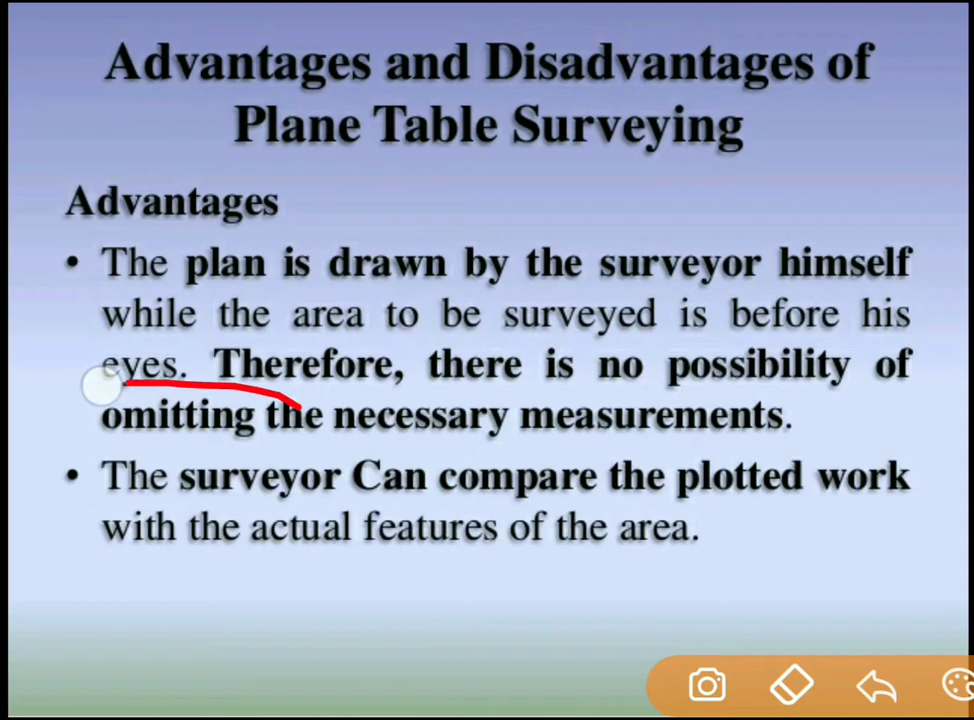 Advantages and Disadvantages of
Plane Table Surveying
Advantages
• The plan is drawn by the surveyor himself
while the area to be surveyed is before his
eyes. Therefore, there is no possibility of
omitting the necessary measurements.
• The surveyor Can compare the plotted work
with the actual features of the area.